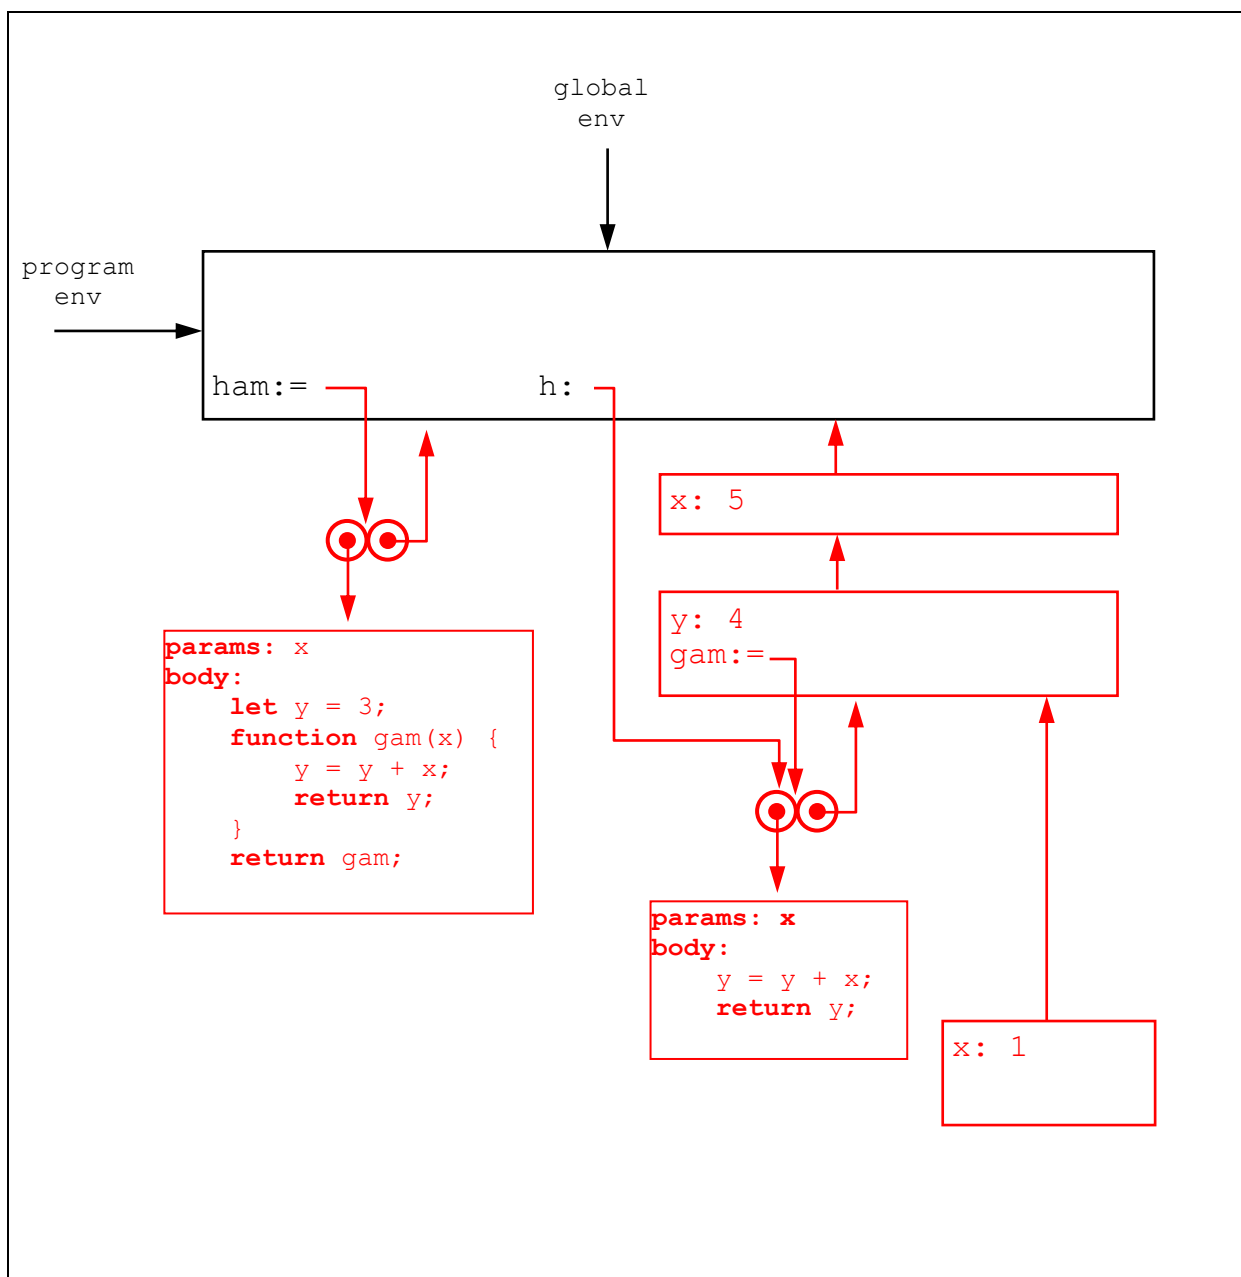 global
env
program
env
ham:=
h:
x: 5
y: 4
gam:=
params: x
body:
let y = 3;
function gam(x) {
y = y + x;
return y;
}
return gam;
params: x
body:
y = y + x;
return y;
x: 1